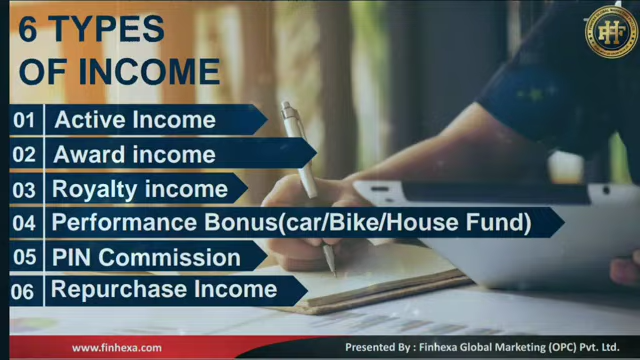 6 TYPES
OF INCOME
01 Active Income
02 Award income
03 Royalty income
04 Performance Bonus(car/Bike/House Fund)
05 PIN Commission
06 Repurchase Income
www.finhexa.com
Presented By : Finhexa Global Marketing (OPC) Pvt. Ltd.